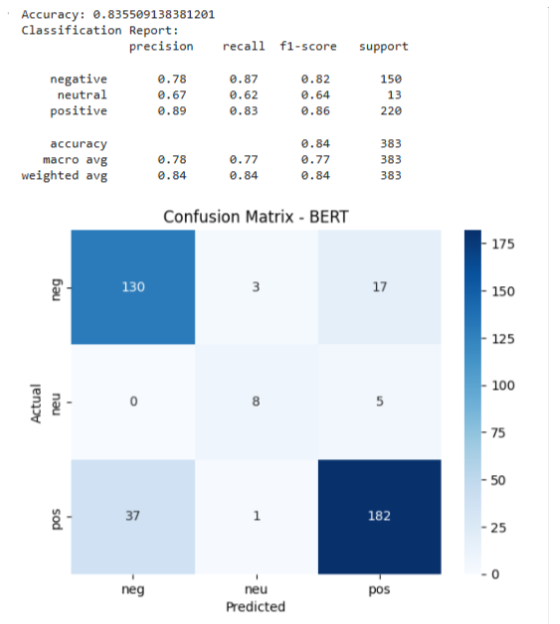 Accuracy: 0.835509138381201
Classification Report:
precision recall f1-score support
negative 0.78 0.87 0.82 150
neutral 0.67 0.62 0.64 13
positive 0.89 0.83 0.86 220
accuracy 0.84 383
macro avg 0.78 0.77 0.77 383
weighted avg 0.84 0.84 0.84 383
Confusion Matrix - BERT
neg 130 3 17
neu 0 8 5
pos 37 1 182
Actual
neg neu pos
Predicted
175
150
125
100
75
50
25
0